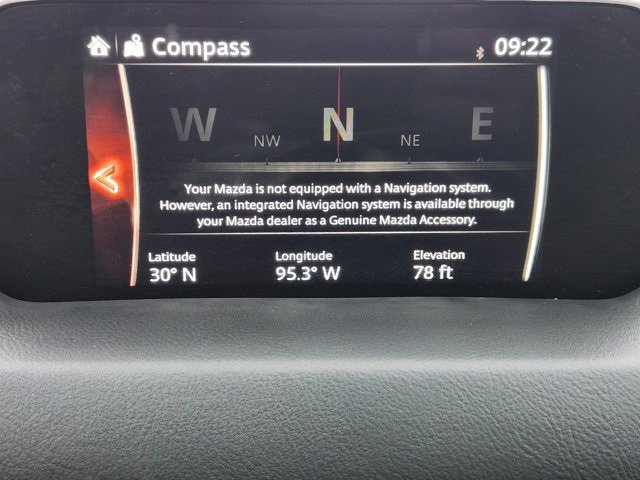 Compass 09:22
W NW N NE E
Your Mazda is not equipped with a Navigation system.
However, an integrated Navigation system is available through
your Mazda dealer as a Genuine Mazda Accessory.
Latitude Longitude Elevation
30° N 95.3° W 78 ft